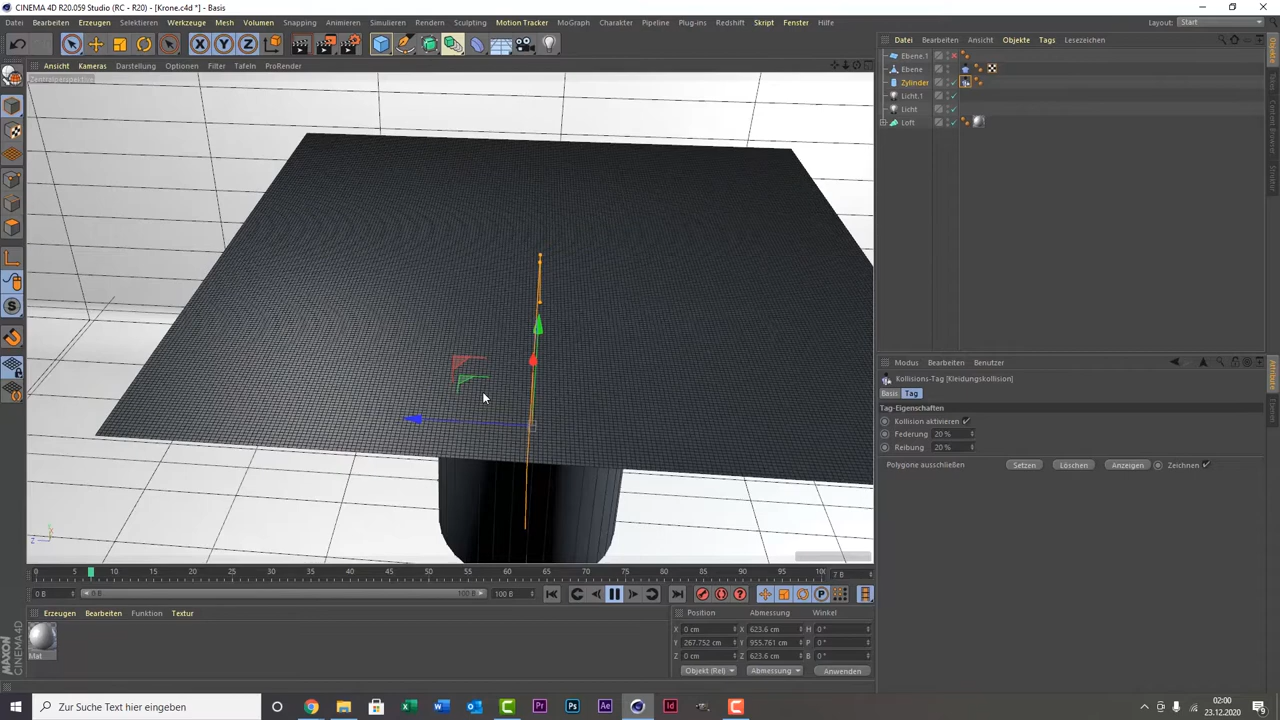 CINEMA 4D R20.059 Studio (RC - R20) - [Krone.c4d *] - Basis
Datei Bearbeiten Erzeugen Selektieren Werkzeuge Mesh Volumen Snapping Animieren Simulieren Rendern Sculpting Motion Tracker MoGraph Character Pipeline Plug-ins Redshift Skript Fenster Hilfe Layout: Start
X Y Z
Datei Bearbeiten Ansicht Objekte Tags Lesezeichen
Ebene.1
Ebene
Zylinder
Licht.1
Licht
Loft
Ansicht Kameras Darstellung Optionen Filter Tafeln ProRender
Zentralperspektive
Objekte
Content Browser
Struktur
Modus Bearbeiten Benutzer
Kollisions-Tag [Kleidungskollision]
Basis Tag
Tag-Eigenschaften
Kollision aktivieren
Federung 20 %
Reibung 20 %
Polygone ausschließen Setzen Löschen Anzeigen Zeichnen
Attribute
0 5 10 15 20 25 30 35 40 45 50 55 60 65 70 75 80 85 90 95 100 7 B
0 B 0 B 100 B 100 B
Erzeugen Bearbeiten Funktion Textur
Mat
Position Abmessung Winkel
X 0 cm X 623.6 cm H 0 °
Y 267.752 cm Y 955.761 cm P 0 °
Z 0 cm Z 623.6 cm B 0 °
Objekt (Rel) Abmessung Anwenden
MAXON CINEMA 4D
Zur Suche Text hier eingeben
02:00
23.12.2020